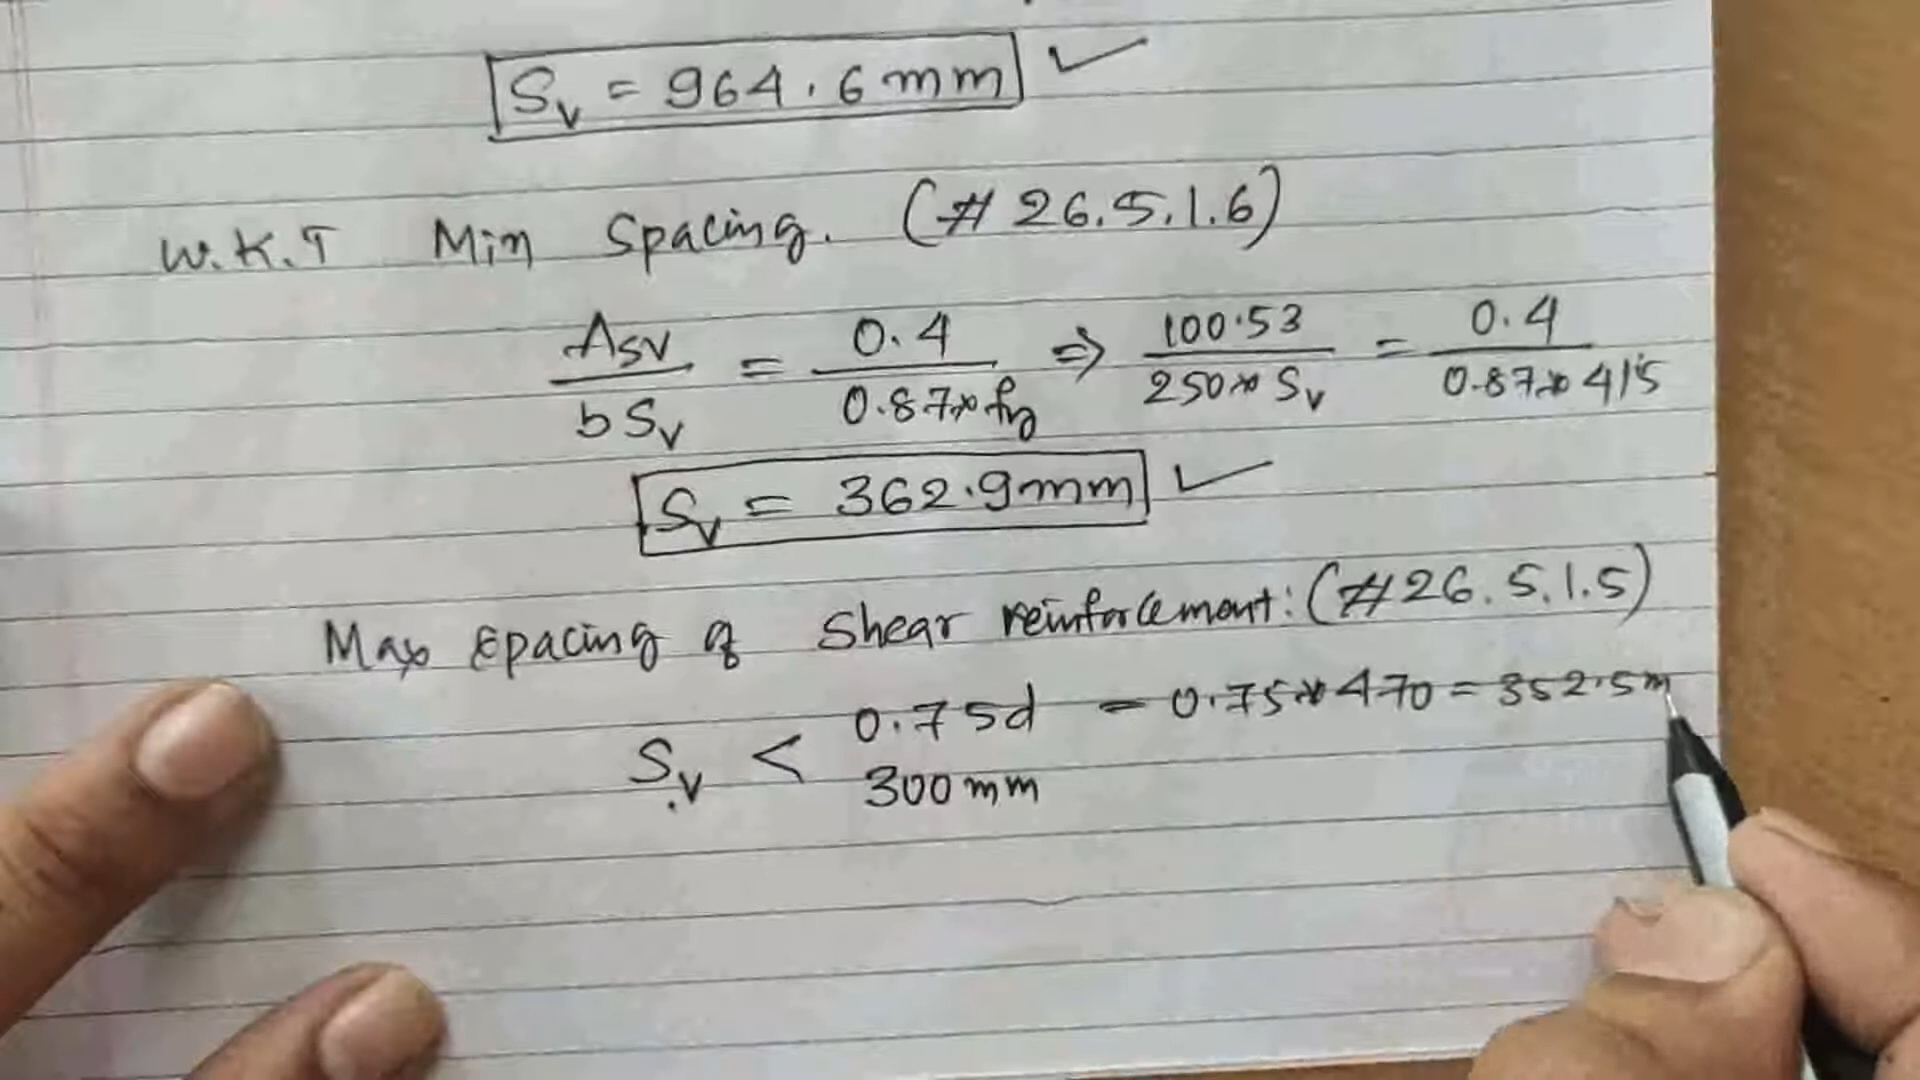 Sv = 964.6 mm ✓
W.K.T Min Spacing. (# 26.5.1.6)
Asv / bSv = 0.4 / 0.87*fy ⇒ 100.53 / 250*Sv = 0.4 / 0.87*415
Sv = 362.9mm ✓
Max spacing of shear reinforcement: (#26.5.1.5)
Sv < 0.75d - 0.75*470 = 352.5m
300mm